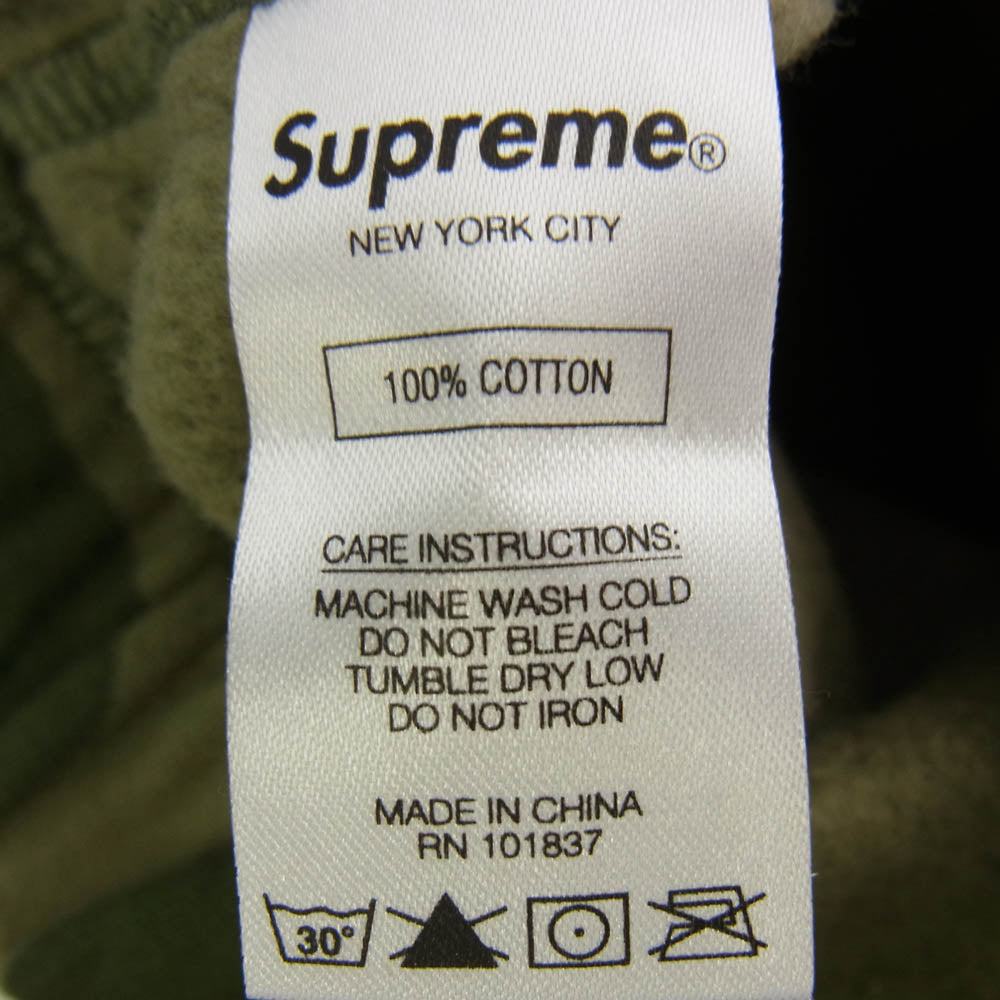 Supreme®
NEW YORK CITY
100% COTTON
CARE INSTRUCTIONS:
MACHINE WASH COLD
DO NOT BLEACH
TUMBLE DRY LOW
DO NOT IRON
MADE IN CHINA
RN 101837
30°